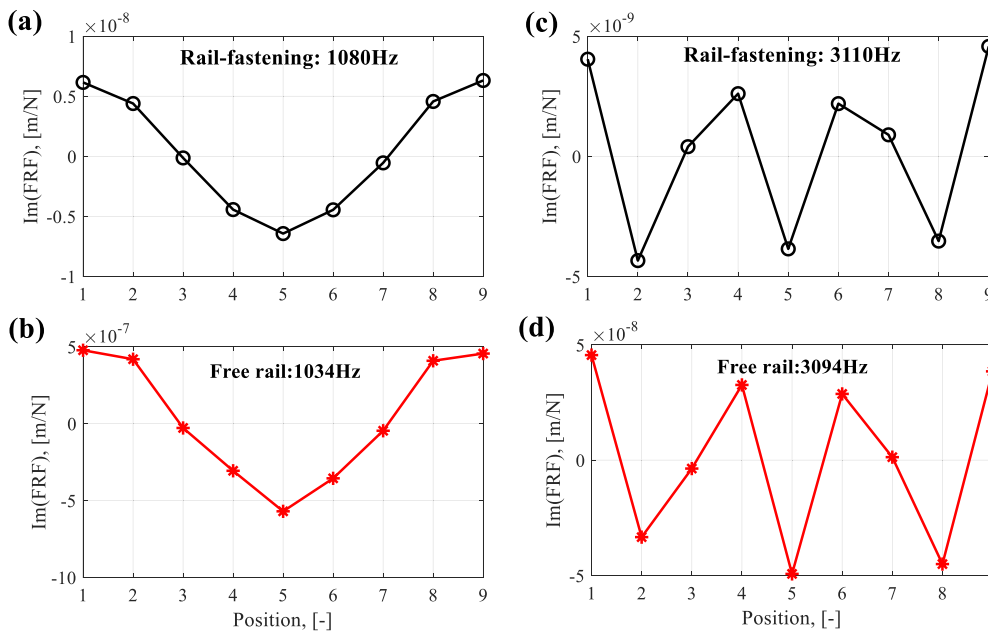 (a)
×10⁻⁸
Rail-fastening: 1080Hz
1
0.5
0
-0.5
-1
Im(FRF), [m/N]
1 2 3 4 5 6 7 8 9
(c)
×10⁻⁹
Rail-fastening: 3110Hz
5
0
-5
Im(FRF), [m/N]
1 2 3 4 5 6 7 8 9
(b)
×10⁻⁷
Free rail:1034Hz
5
0
-5
-10
Im(FRF), [m/N]
1 2 3 4 5 6 7 8 9
Position, [-]
(d)
×10⁻⁸
Free rail:3094Hz
5
0
-5
Im(FRF), [m/N]
1 2 3 4 5 6 7 8
Position, [-]